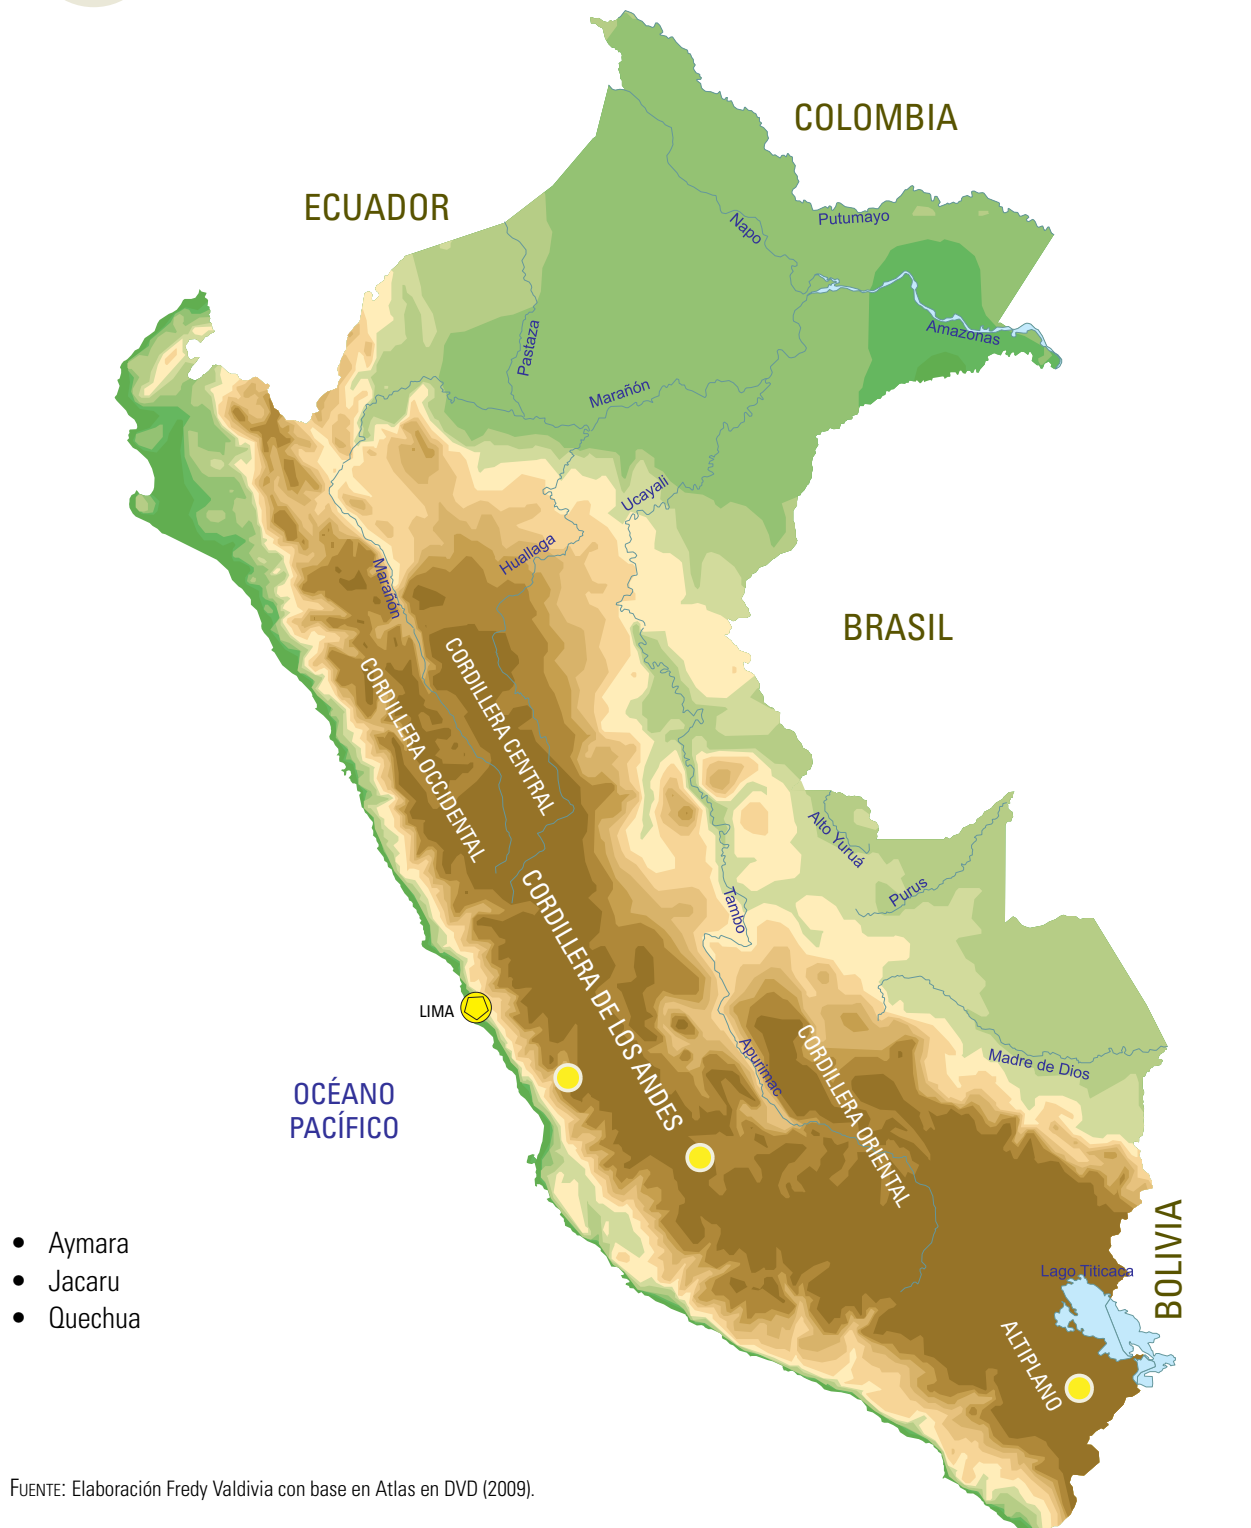 COLOMBIA
ECUADOR
Putumayo
Napo
Amazonas
Pastaza
Marañón
Ucayali
Huallaga
Marañón
BRASIL
CORDILLERA CENTRAL
CORDILLERA OCCIDENTAL
Alto Yuruá
Purus
Tambo
CORDILLERA DE LOS ANDES
LIMA
CORDILLERA ORIENTAL
Apurimac
Madre de Dios
OCÉANO
PACÍFICO
BOLIVIA
• Aymara
Lago Titicaca
• Jacaru
• Quechua
ALTIPLANO
FUENTE: Elaboración Fredy Valdivia con base en Atlas en DVD (2009).